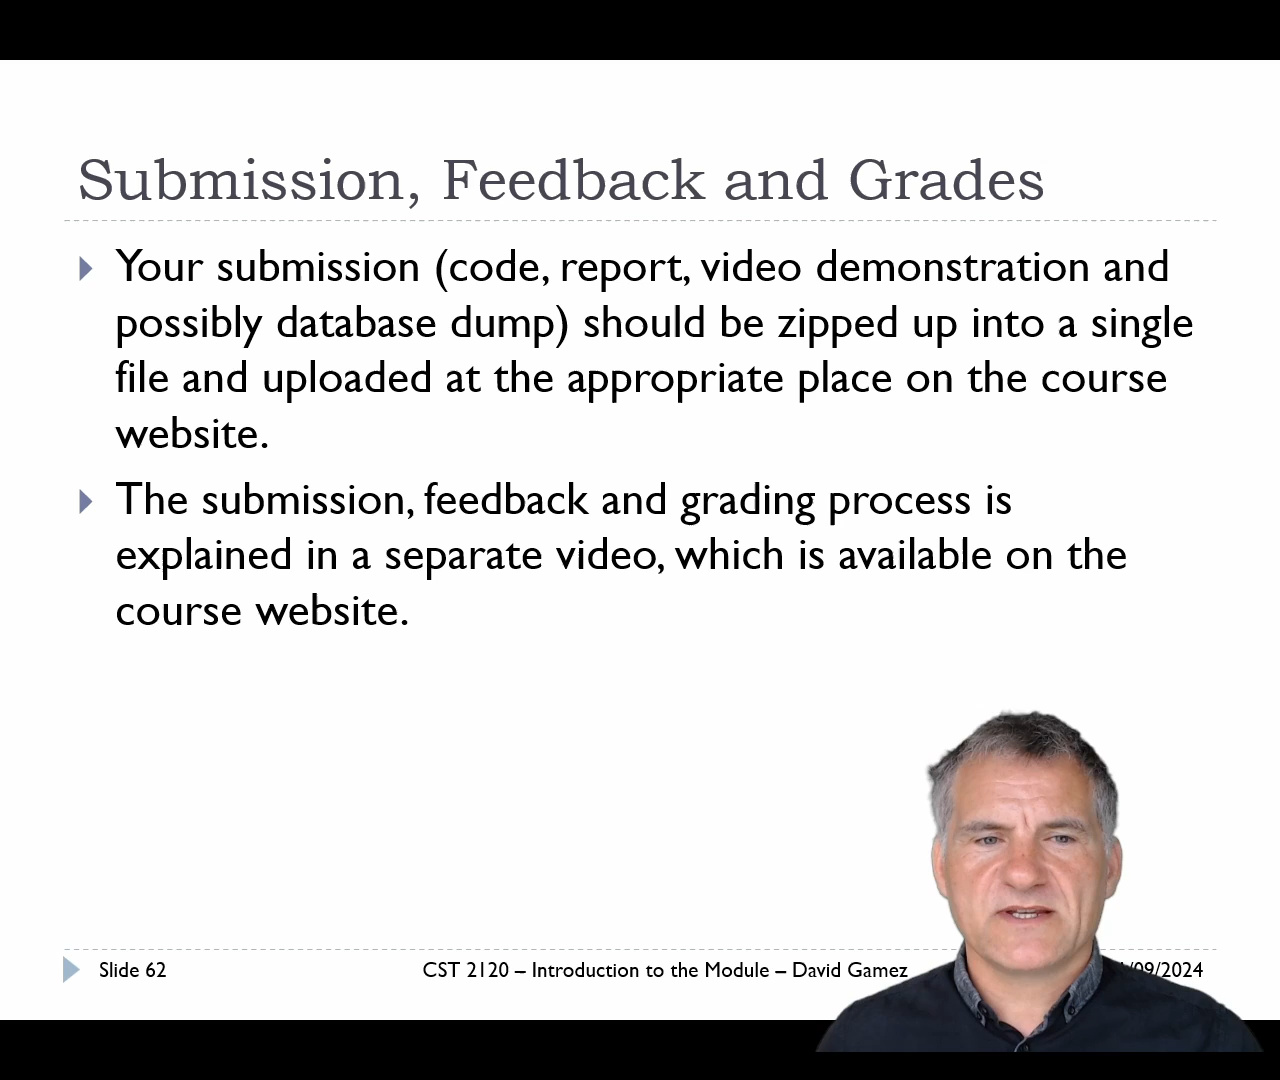 Submission, Feedback and Grades
Your submission (code, report, video demonstration and
possibly database dump) should be zipped up into a single
file and uploaded at the appropriate place on the course
website.
The submission, feedback and grading process is
explained in a separate video, which is available on the
course website.
Slide 62
CST 2120 – Introduction to the Module – David Gamez
/09/2024